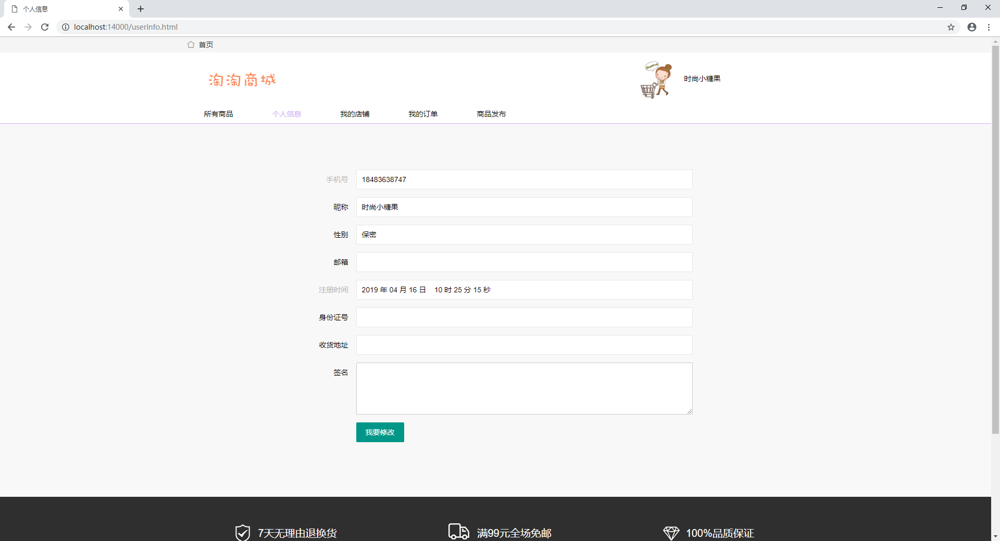 个人信息
localhost:14000/userinfo.html
首页
淘淘商城
时尚小糖果
所有商品 个人信息 我的店铺 我的订单 商品发布
手机号 18483638747
昵称 时尚小糖果
性别 保密
邮箱
注册时间 2019 年 04 月 16 日 10 时 25 分 15 秒
身份证号
收货地址
签名
我要修改
7天无理由退换货 满99元全场免邮 100%品质保证